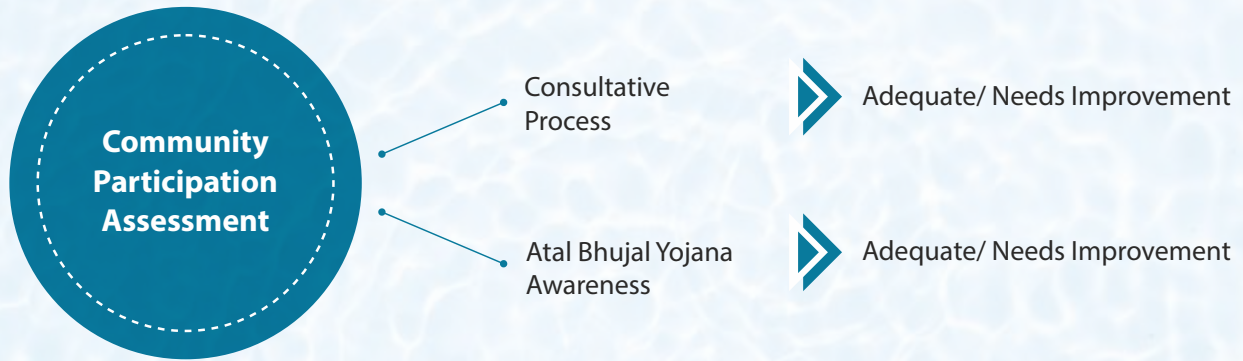 Community
Participation
Assessment
Consultative
Process
Adequate/ Needs Improvement
Atal Bhujal Yojana
Awareness
Adequate/ Needs Improvement